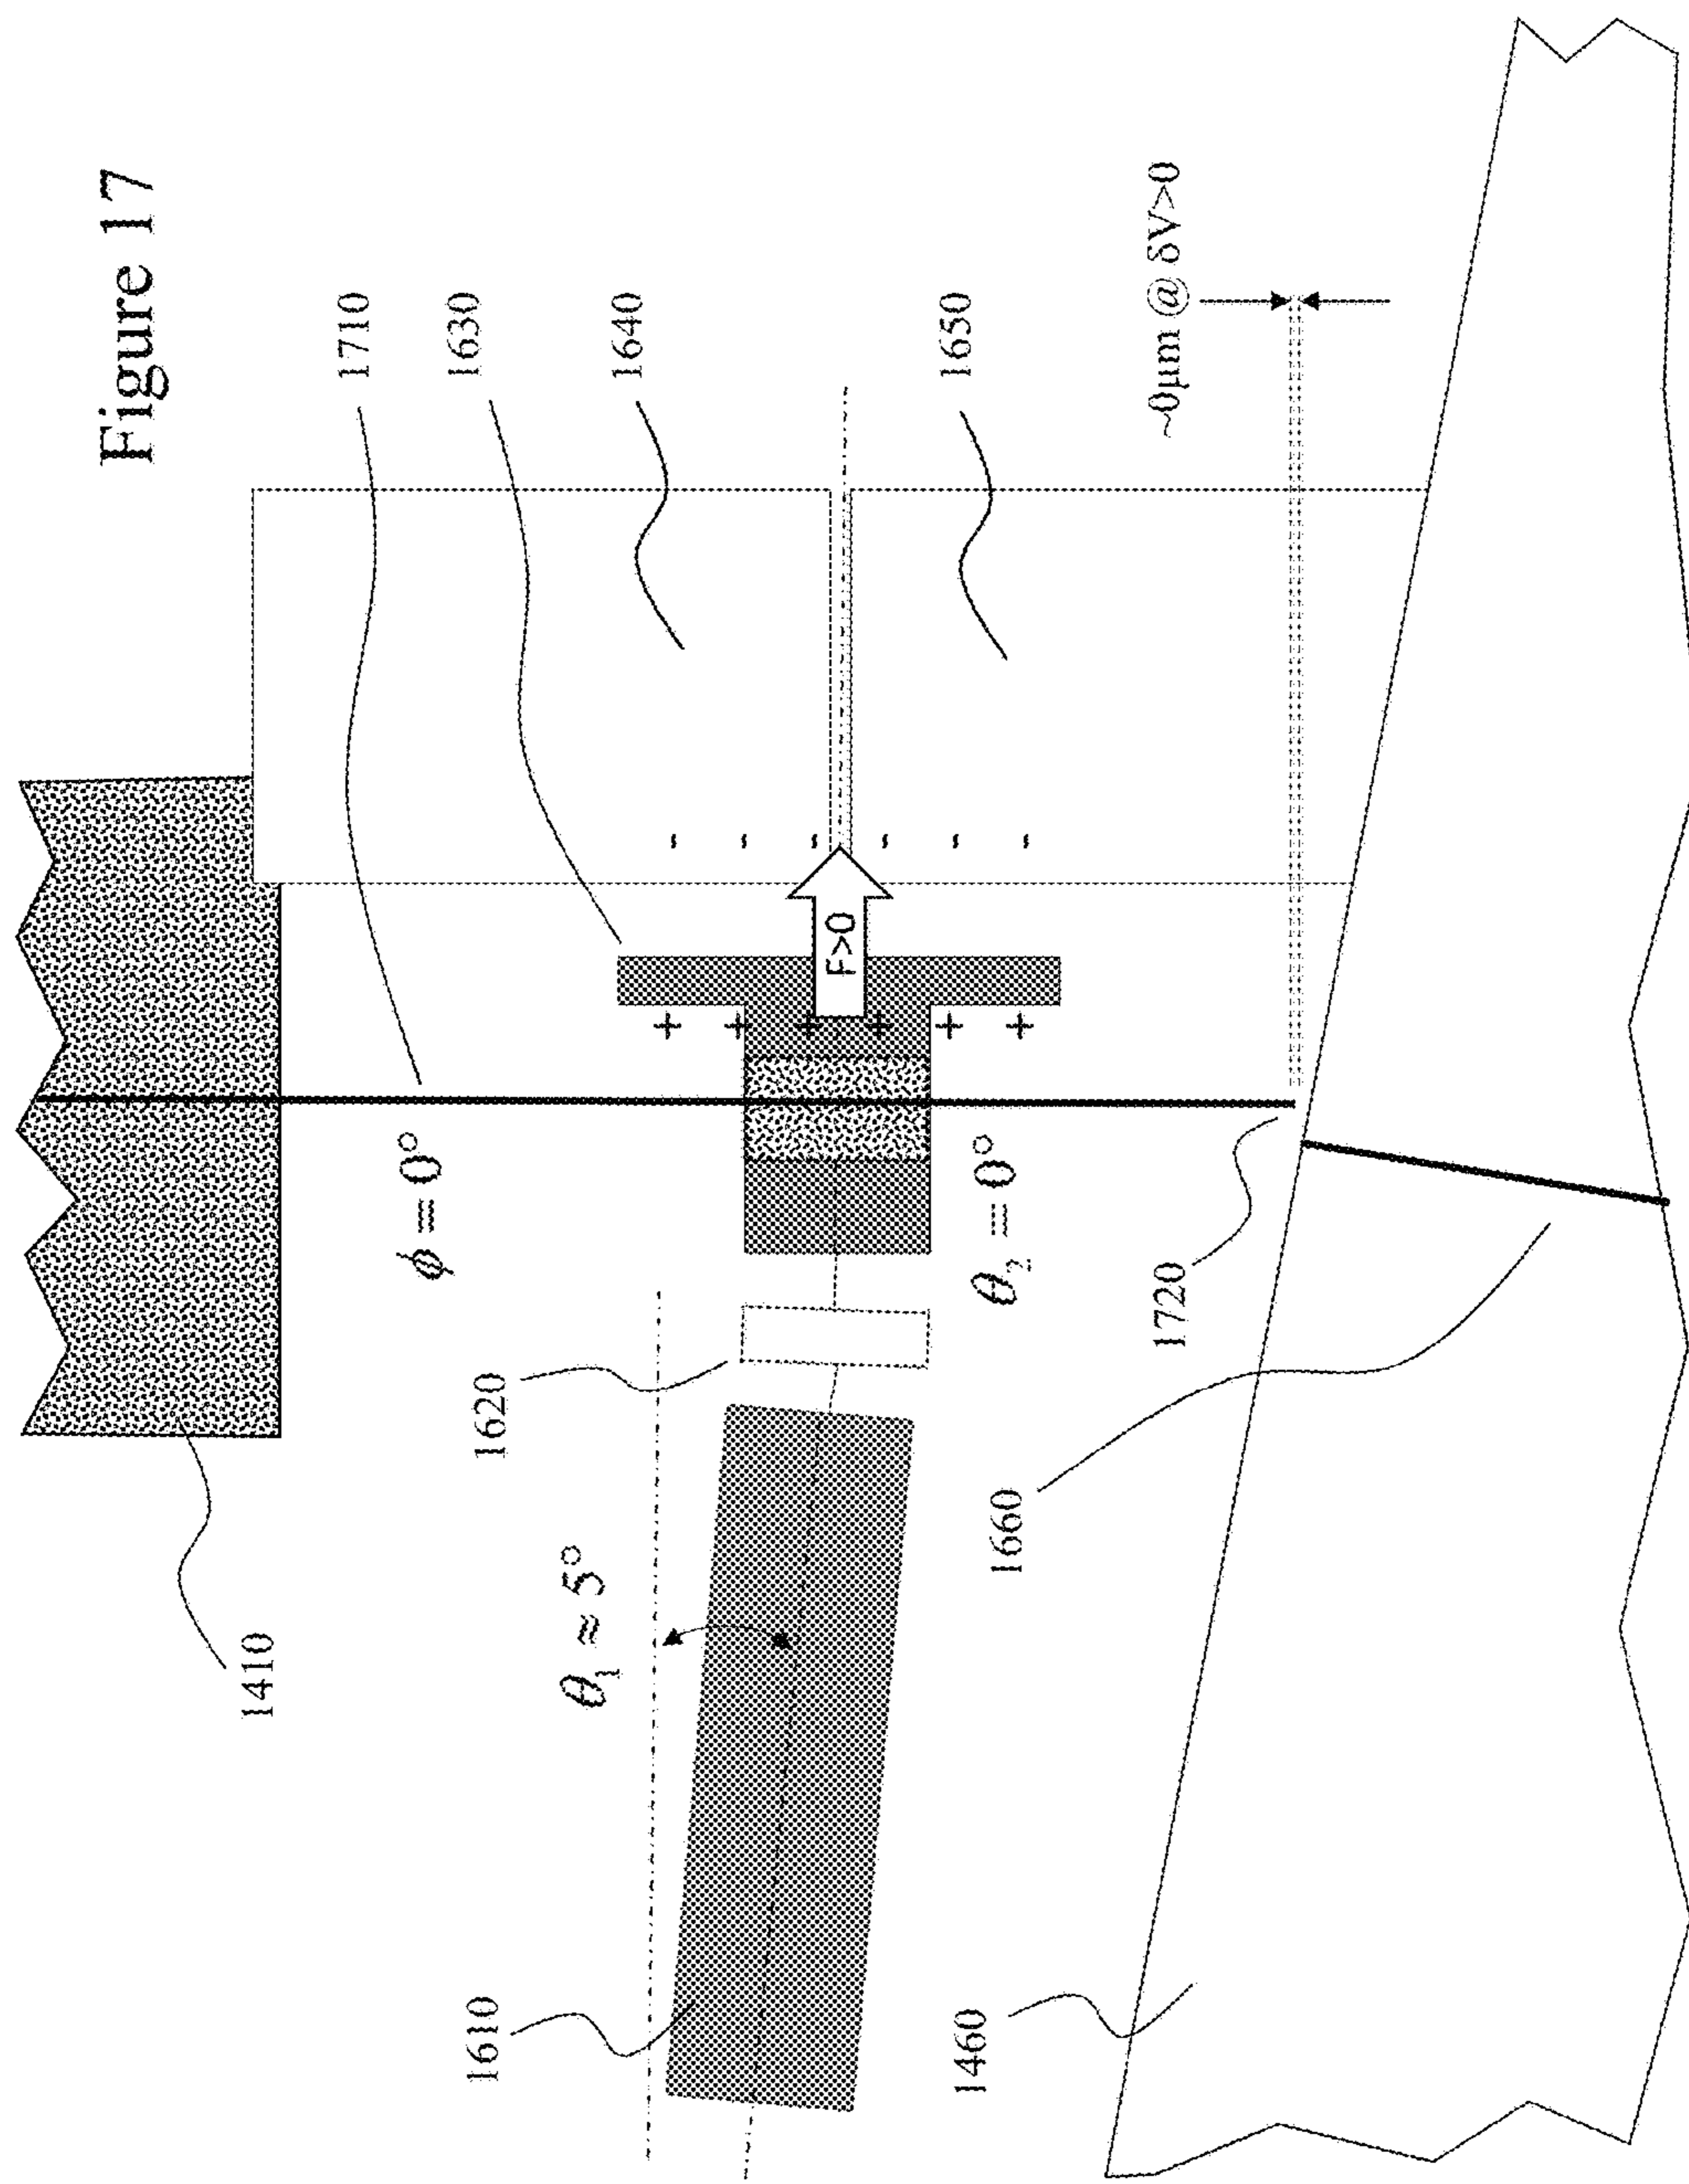 Figure 17
1710
1630
1640
1650
~0μm @ δV>0
1410
ϕ = 0°
1620
F>0
θ₂ = 0°
1720
θ₁ ≈ 5°
1660
1610
1460
+ + + + + +
- - - - - -